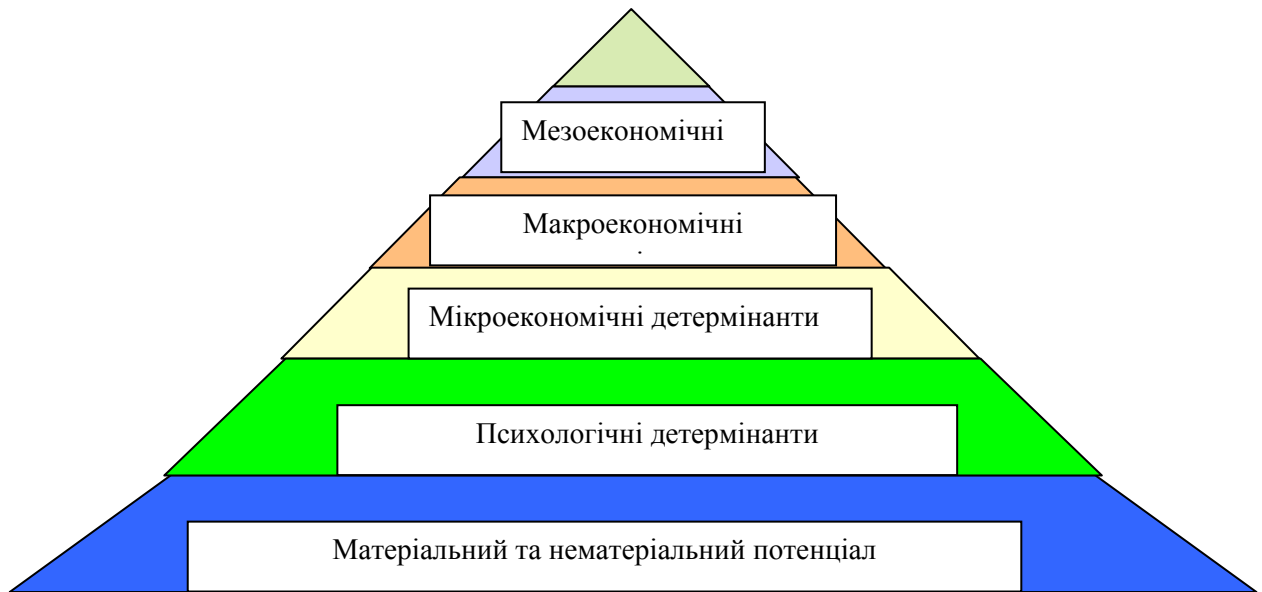 Мезоекономічні
Макроекономічні
Мікроекономічні детермінанти
Психологічні детермінанти
Матеріальний та нематеріальний потенціал